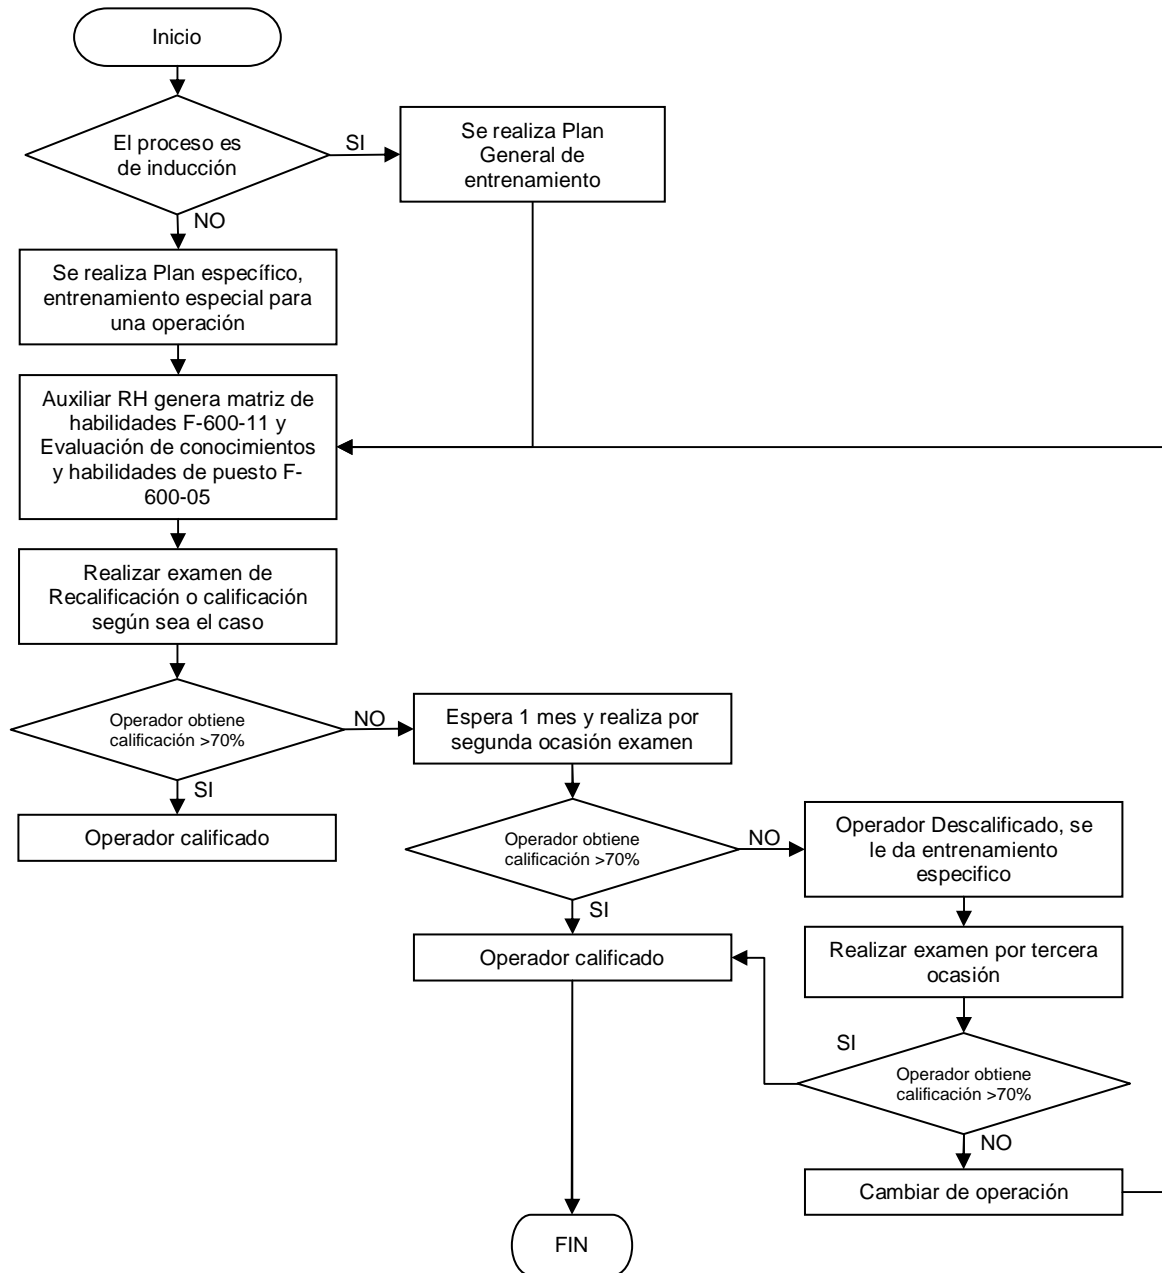 Inicio
El proceso es
de inducción
SI
Se realiza Plan
General de
entrenamiento
NO
Se realiza Plan específico,
entrenamiento especial para
una operación
Auxiliar RH genera matriz de
habilidades F-600-11 y
Evaluación de conocimientos
y habilidades de puesto F-
600-05
Realizar examen de
Recalificación o calificación
según sea el caso
Operador obtiene
calificación >70%
NO
Espera 1 mes y realiza por
segunda ocasión examen
SI
Operador calificado
Operador obtiene
calificación >70%
NO
Operador Descalificado, se
le da entrenamiento
especifico
SI
Operador calificado
Realizar examen por tercera
ocasión
SI
Operador obtiene
calificación >70%
NO
Cambiar de operación
FIN